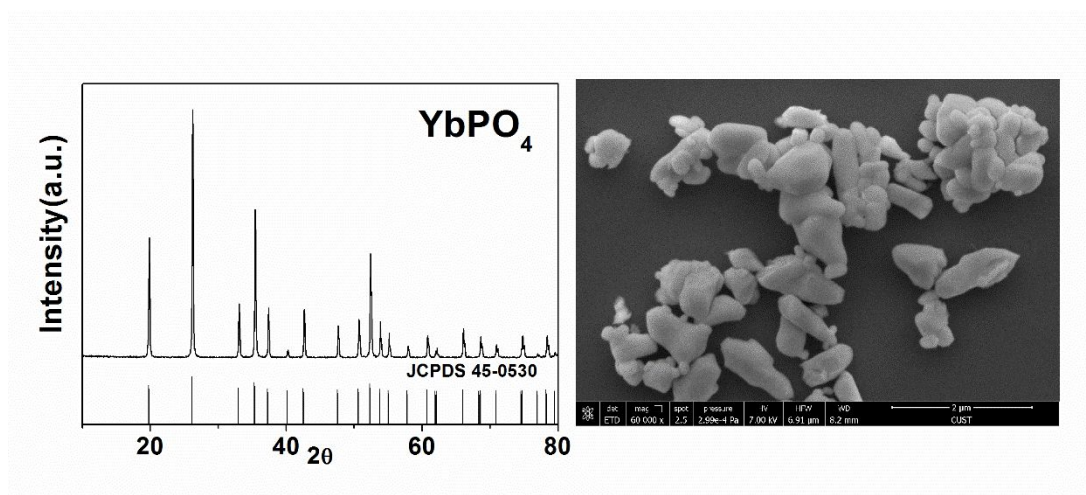 YbPO4
Intensity(a.u.)
JCPDS 45-0530
20 40 60 80
2θ
det mag spot pressure HV HFW WD 2 µm
ETD 60 000 x 2.5 2.99e-4 Pa 7.00 kV 6.91 µm 8.2 mm CUST